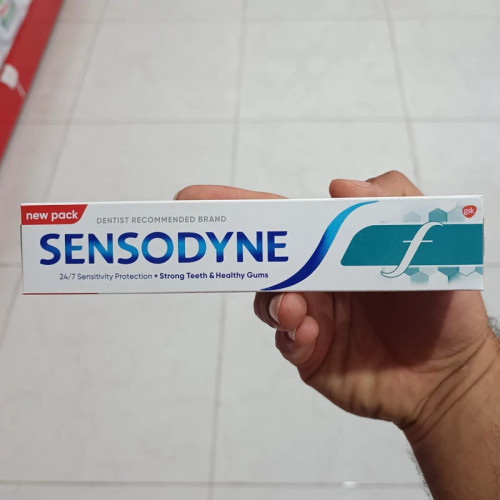 new pack
DENTIST RECOMMENDED BRAND
SENSODYNE
24/7 Sensitivity Protection + Strong Teeth & Healthy Gums
f
gsk